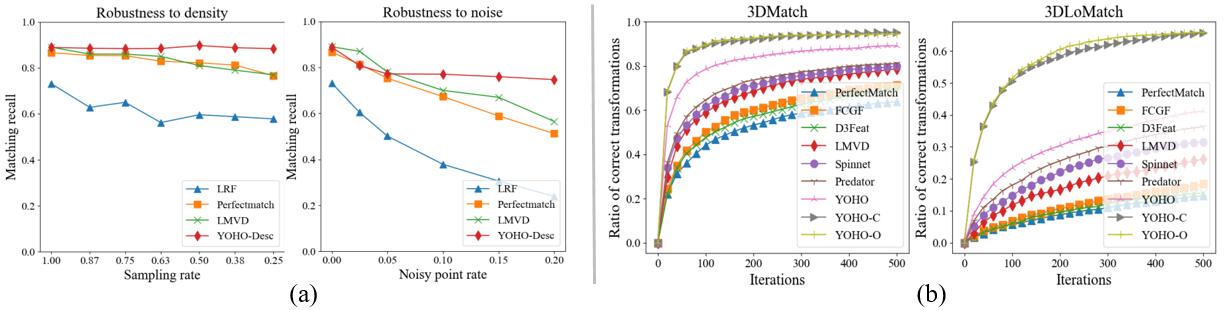 Robustness to density
Matching recall
1.0
0.8
0.6
0.4
0.2
0.0
1.00 0.87 0.75 0.63 0.50 0.38 0.25
Sampling rate
LRF
Perfectmatch
LMVD
YOHO-Desc
Robustness to noise
Matching recall
1.0
0.8
0.6
0.4
0.2
0.0
0.00 0.05 0.10 0.15 0.20
Noisy point rate
LRF
Perfectmatch
LMVD
YOHO-Desc
(a)
3DMatch
Ratio of correct transformations
1.0
0.8
0.6
0.4
0.2
0.0
0 100 200 300 400 500
Iterations
PerfectMatch
FCGF
D3Feat
LMVD
Spinnet
Predator
YOHO
YOHO-C
YOHO-O
3DLoMatch
Ratio of correct transformations
0.6
0.5
0.4
0.3
0.2
0.1
0.0
0 100 200 300 400 500
Iterations
PerfectMatch
FCGF
D3Feat
LMVD
Spinnet
Predator
YOHO
YOHO-C
YOHO-O
(b)